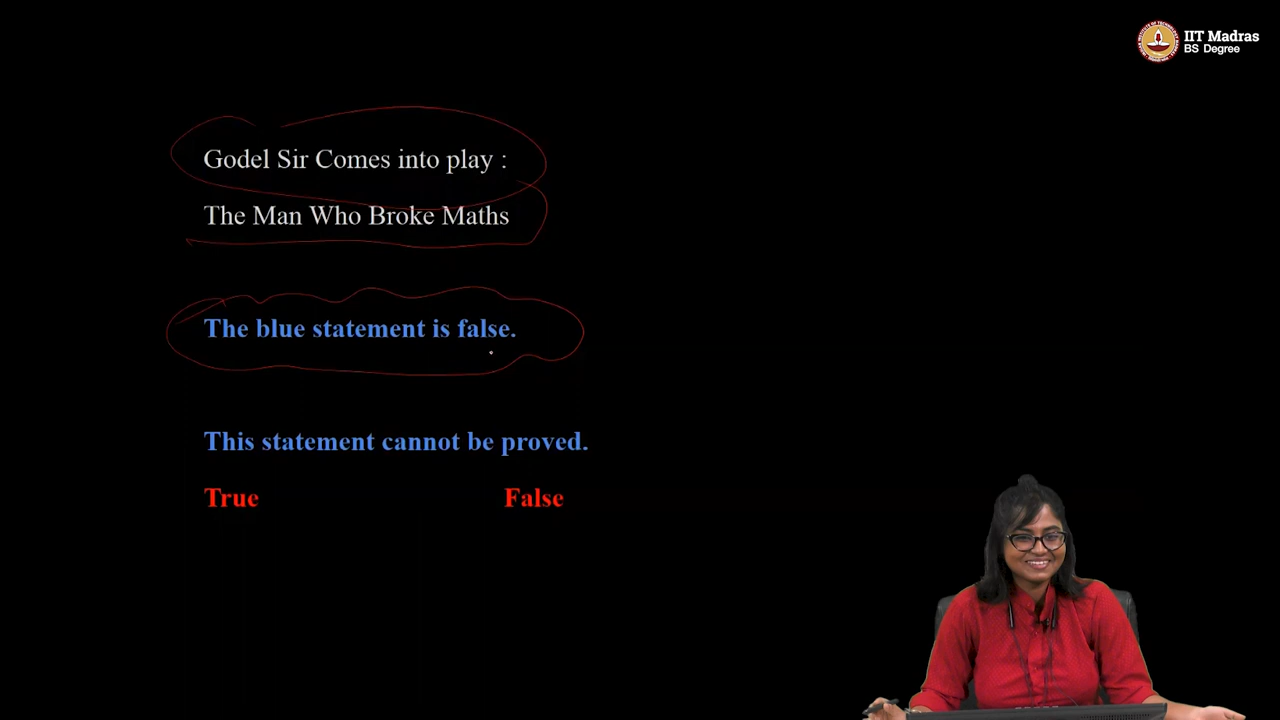 IIT Madras
BS Degree
Godel Sir Comes into play :
The Man Who Broke Maths
The blue statement is false.
This statement cannot be proved.
True False